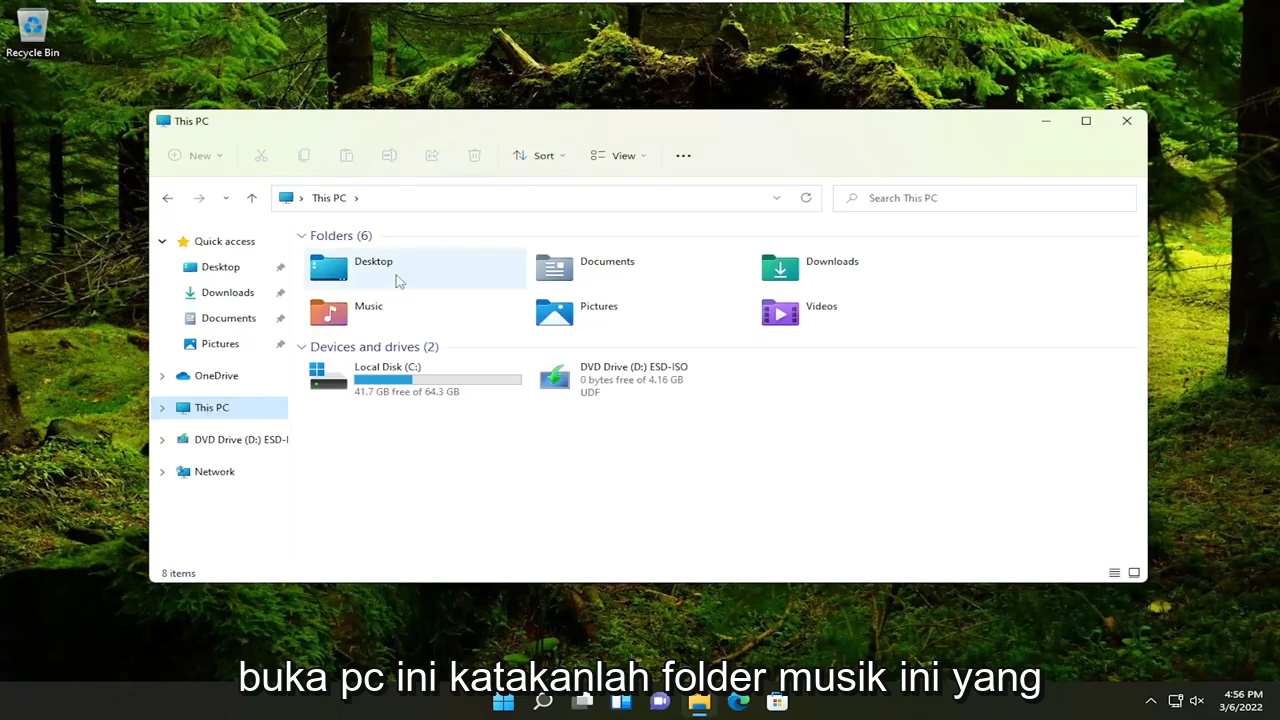 Recycle Bin
This PC
New
Sort
View
This PC
Search This PC
Quick access
Desktop
Downloads
Documents
Pictures
OneDrive
This PC
DVD Drive (D:) ESD-I
Network
Folders (6)
Desktop
Documents
Downloads
Music
Pictures
Videos
Devices and drives (2)
Local Disk (C:)
41.7 GB free of 64.3 GB
DVD Drive (D:) ESD-ISO
0 bytes free of 4.16 GB
UDF
8 items
buka pc ini katakanlah folder musik ini yang
4:56 PM
3/6/2022